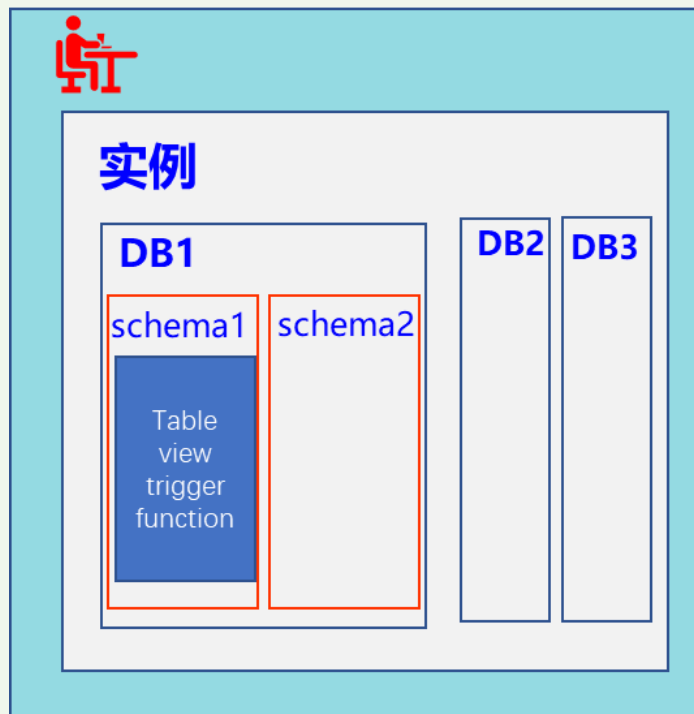 实例
DB1
DB2
DB3
schema1
schema2
Table
view
trigger
function